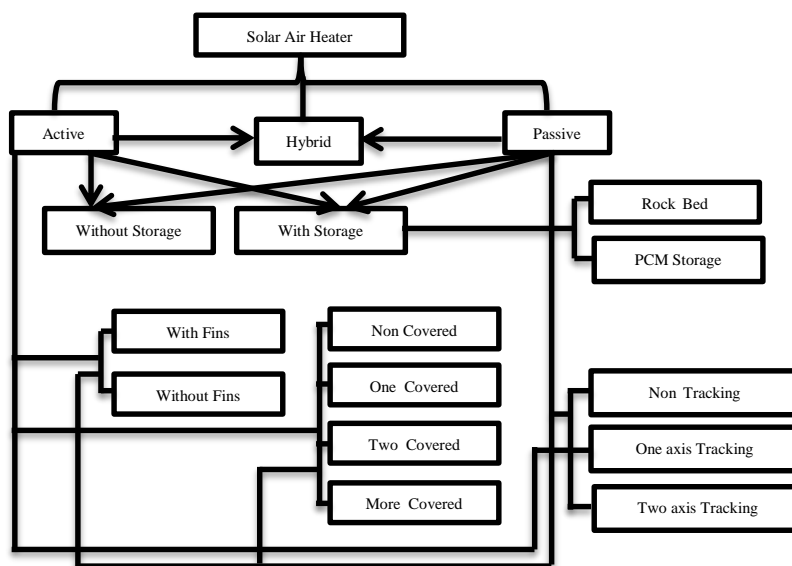 Solar Air Heater
Active
Hybrid
Passive
Without Storage
With Storage
Rock Bed
PCM Storage
With Fins
Without Fins
Non Covered
One Covered
Two Covered
More Covered
Non Tracking
One axis Tracking
Two axis Tracking